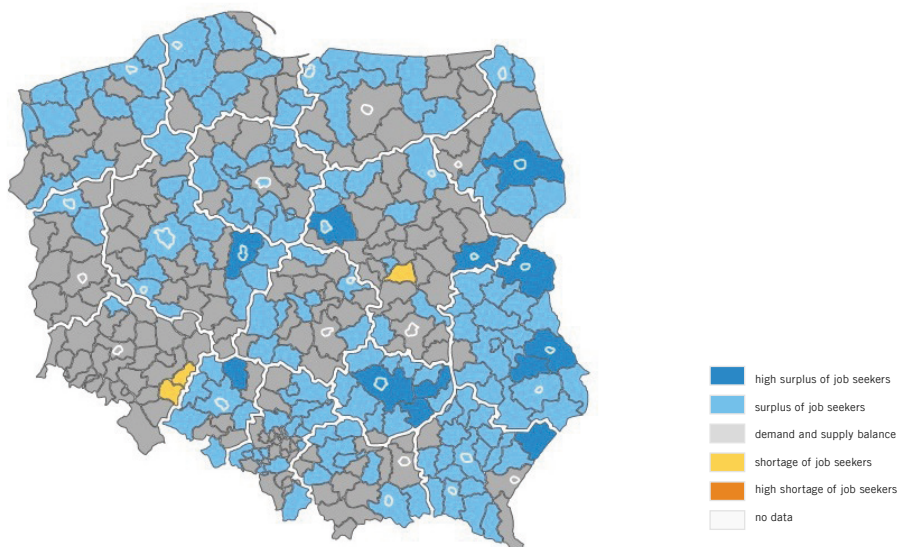 high surplus of job seekers
surplus of job seekers
demand and supply balance
shortage of job seekers
high shortage of job seekers
no data